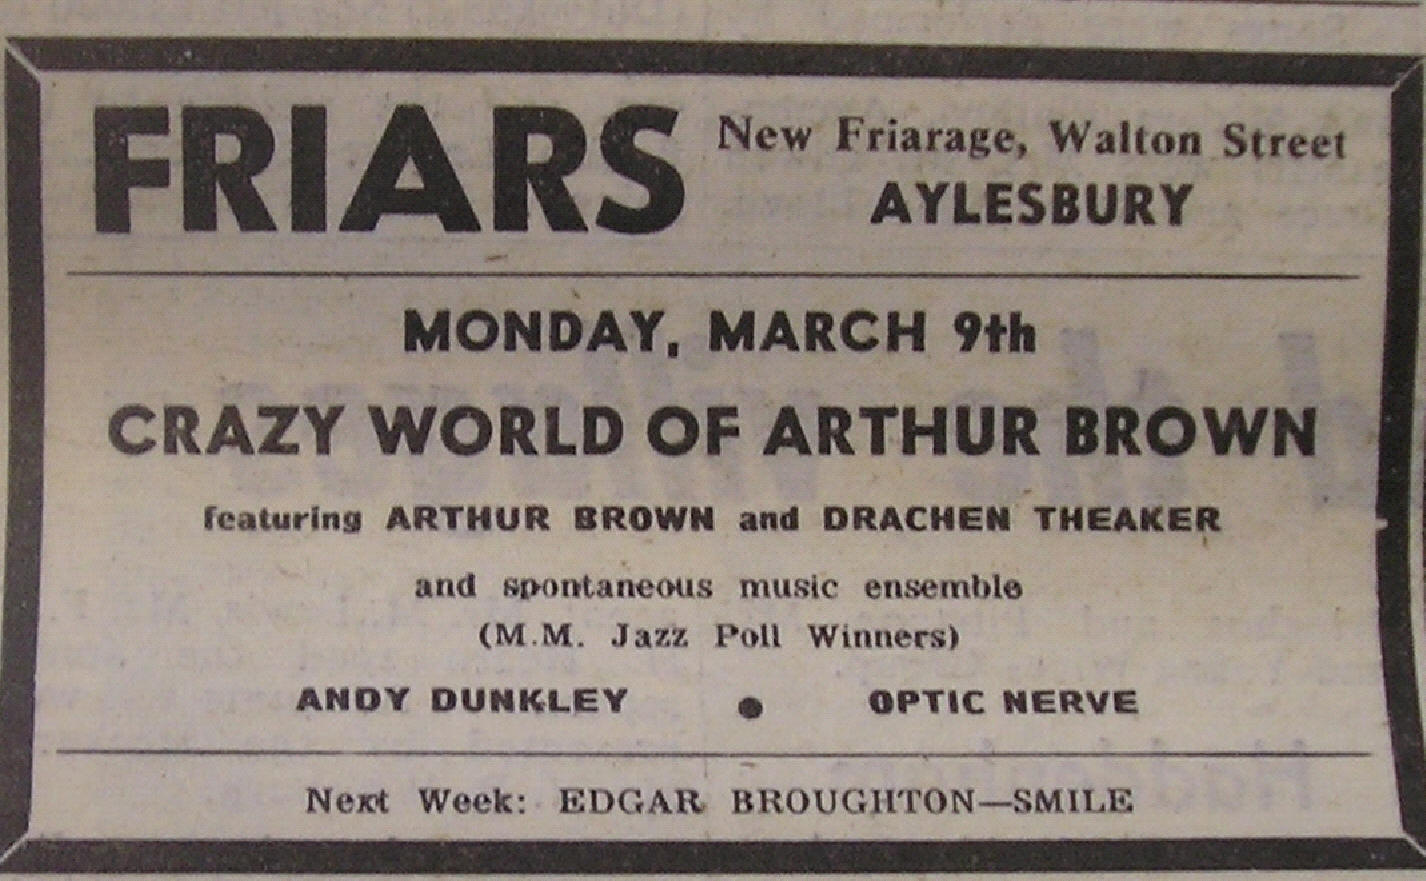 FRIARS
New Friarage, Walton Street
AYLESBURY
MONDAY, MARCH 9th
CRAZY WORLD OF ARTHUR BROWN
featuring ARTHUR BROWN and DRACHEN THEAKER
and spontaneous music ensemble
(M.M. Jazz Poll Winners)
ANDY DUNKLEY ● OPTIC NERVE
Next Week: EDGAR BROUGHTON—SMILE